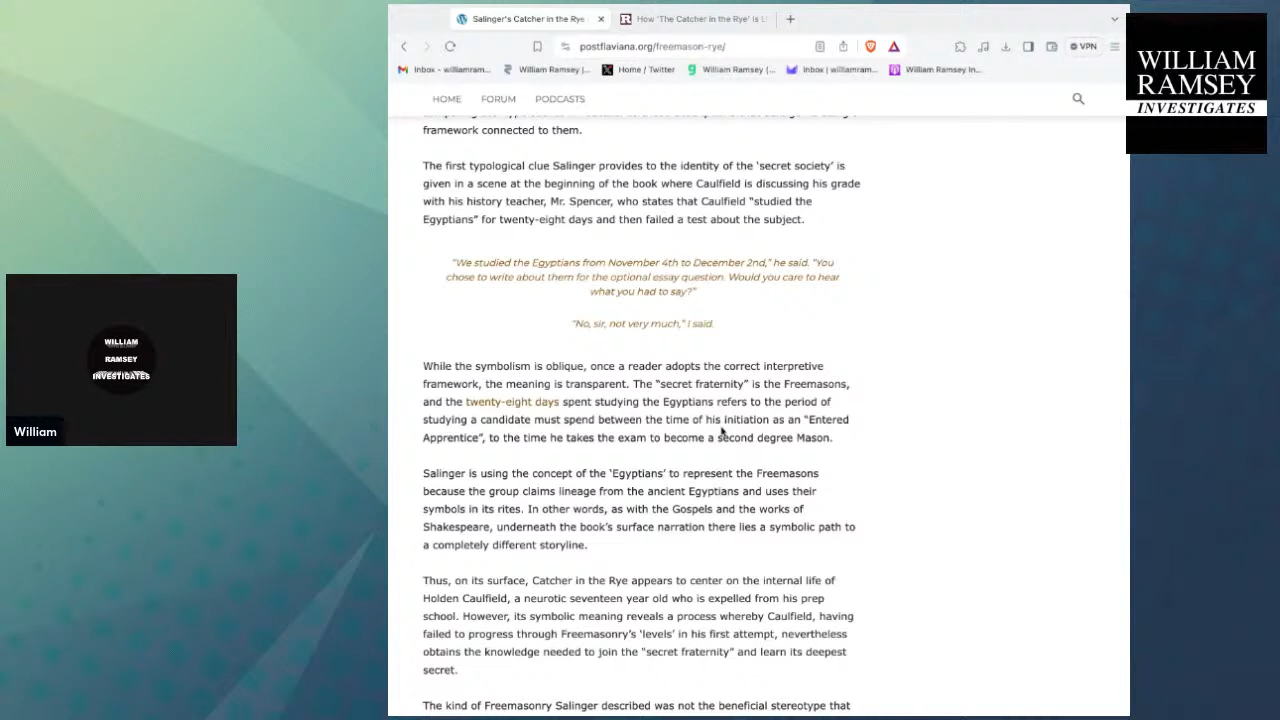 Salinger's Catcher in the Rye
How 'The Catcher in the Rye' Is L
postflaviana.org/freemason-rye/
VPN
Inbox - williamram...
William Ramsey |...
Home / Twitter
William Ramsey (...
Inbox | williamram...
William Ramsey In...
WILLIAM
RAMSEY
INVESTIGATES
HOME FORUM PODCASTS
framework connected to them.
The first typological clue Salinger provides to the identity of the 'secret society' is
given in a scene at the beginning of the book where Caulfield is discussing his grade
with his history teacher, Mr. Spencer, who states that Caulfield "studied the
Egyptians" for twenty-eight days and then failed a test about the subject.
"We studied the Egyptians from November 4th to December 2nd," he said. "You
chose to write about them for the optional essay question. Would you care to hear
what you had to say?"
"No, sir, not very much," I said.
While the symbolism is oblique, once a reader adopts the correct interpretive
framework, the meaning is transparent. The "secret fraternity" is the Freemasons,
and the twenty-eight days spent studying the Egyptians refers to the period of
studying a candidate must spend between the time of his initiation as an "Entered
Apprentice", to the time he takes the exam to become a second degree Mason.
Salinger is using the concept of the 'Egyptians' to represent the Freemasons
because the group claims lineage from the ancient Egyptians and uses their
symbols in its rites. In other words, as with the Gospels and the works of
Shakespeare, underneath the book's surface narration there lies a symbolic path to
a completely different storyline.
Thus, on its surface, Catcher in the Rye appears to center on the internal life of
Holden Caulfield, a neurotic seventeen year old who is expelled from his prep
school. However, its symbolic meaning reveals a process whereby Caulfield, having
failed to progress through Freemasonry's 'levels' in his first attempt, nevertheless
obtains the knowledge needed to join the "secret fraternity" and learn its deepest
secret.
The kind of Freemasonry Salinger described was not the beneficial stereotype that
WILLIAM
RAMSEY
INVESTIGATES
William